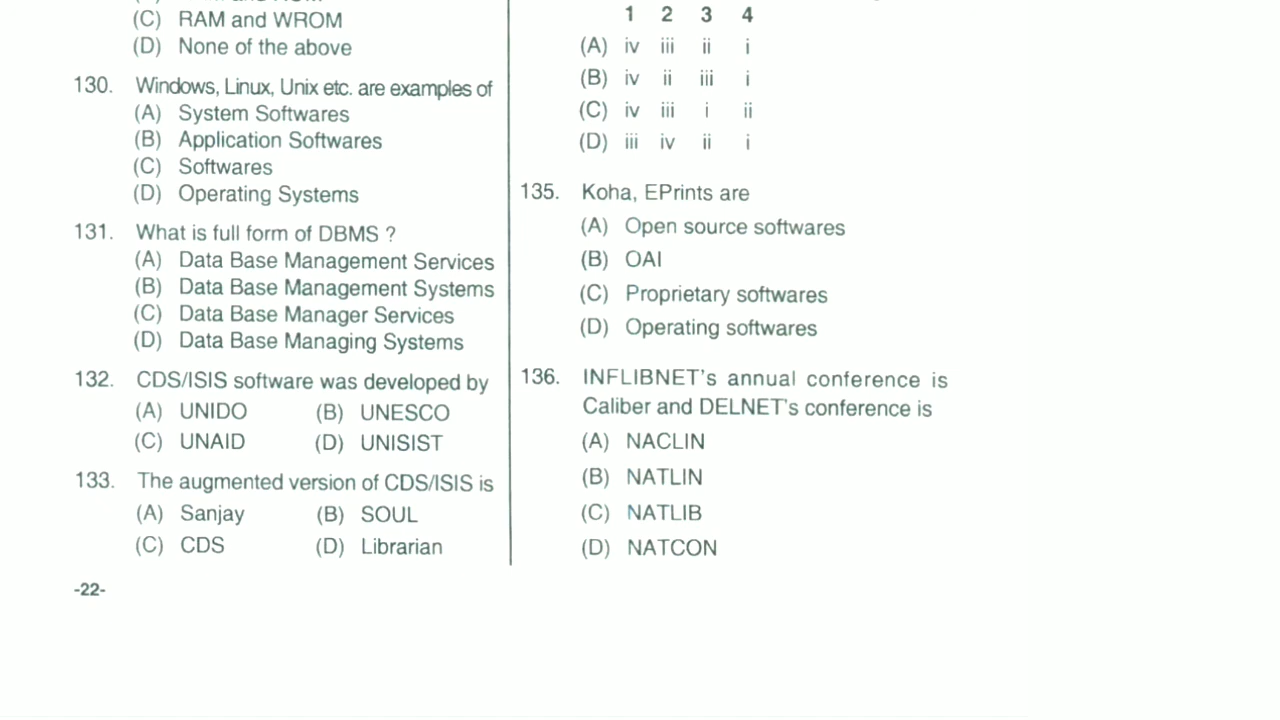 (C) RAM and WROM
(D) None of the above
130. Windows, Linux, Unix etc. are examples of
(A) System Softwares
(B) Application Softwares
(C) Softwares
(D) Operating Systems
131. What is full form of DBMS ?
(A) Data Base Management Services
(B) Data Base Management Systems
(C) Data Base Manager Services
(D) Data Base Managing Systems
132. CDS/ISIS software was developed by
(A) UNIDO (B) UNESCO
(C) UNAID (D) UNISIST
133. The augmented version of CDS/ISIS is
(A) Sanjay (B) SOUL
(C) CDS (D) Librarian
-22-
1 2 3 4
(A) iv iii ii i
(B) iv ii iii i
(C) iv iii i ii
(D) iii iv ii i
135. Koha, EPrints are
(A) Open source softwares
(B) OAI
(C) Proprietary softwares
(D) Operating softwares
136. INFLIBNET's annual conference is
Caliber and DELNET's conference is
(A) NACLIN
(B) NATLIN
(C) NATLIB
(D) NATCON